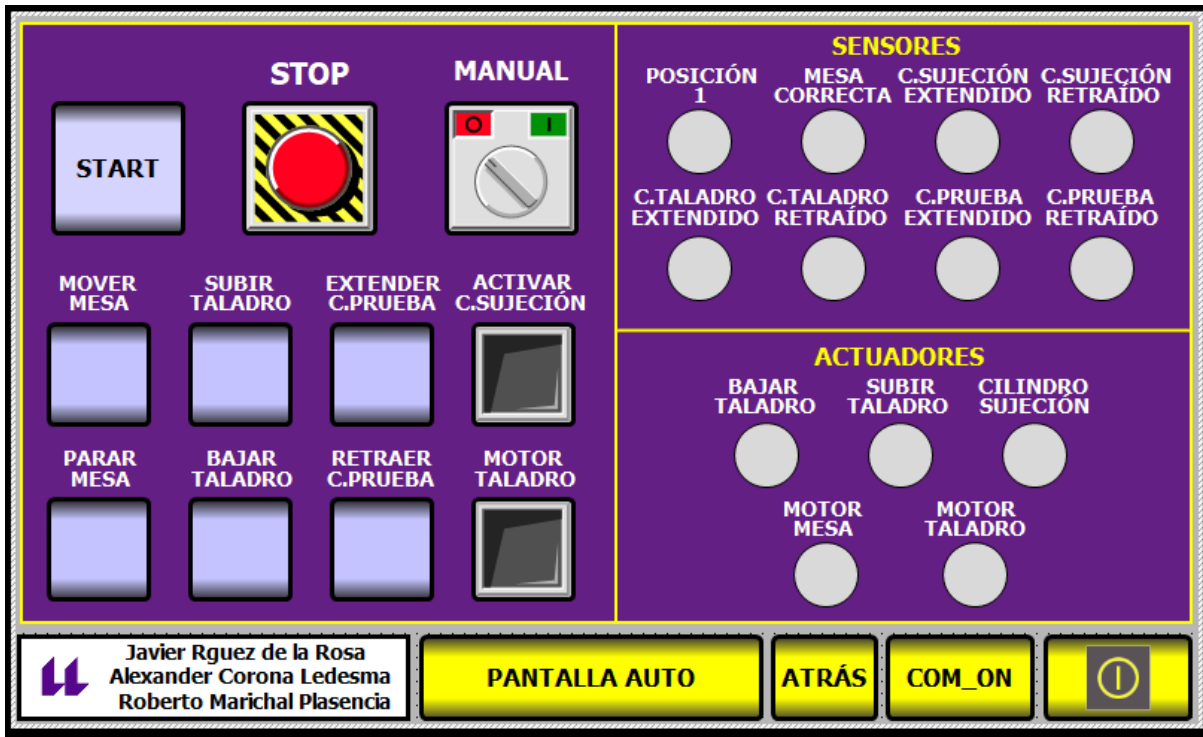 STOP
MANUAL
START
O I
MOVER
MESA
SUBIR
TALADRO
EXTENDER
C.PRUEBA
ACTIVAR
C.SUJECIÓN
PARAR
MESA
BAJAR
TALADRO
RETRAER
C.PRUEBA
MOTOR
TALADRO
SENSORES
POSICIÓN
1
MESA
CORRECTA
C.SUJECIÓN
EXTENDIDO
C.SUJECIÓN
RETRAÍDO
C.TALADRO
EXTENDIDO
C.TALADRO
RETRAÍDO
C.PRUEBA
EXTENDIDO
C.PRUEBA
RETRAÍDO
ACTUADORES
BAJAR
TALADRO
SUBIR
TALADRO
CILINDRO
SUJECIÓN
MOTOR
MESA
MOTOR
TALADRO
Javier Rguez de la Rosa
Alexander Corona Ledesma
Roberto Marichal Plasencia
PANTALLA AUTO
ATRÁS
COM_ON